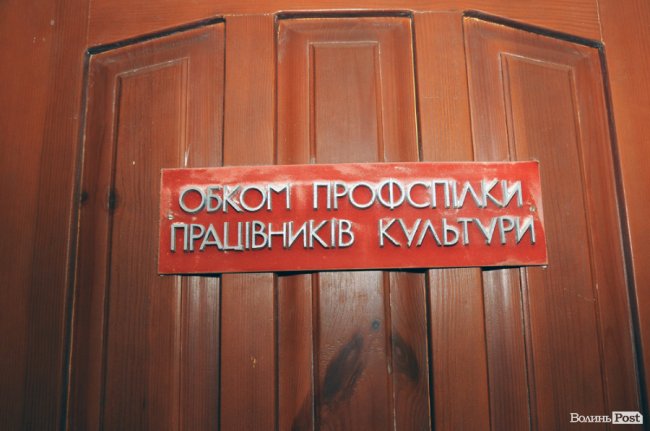 ОБКОМ ПРОФСПІЛКИ
ПРАЦІВНИКІВ КУЛЬТУРИ
Волинь Post